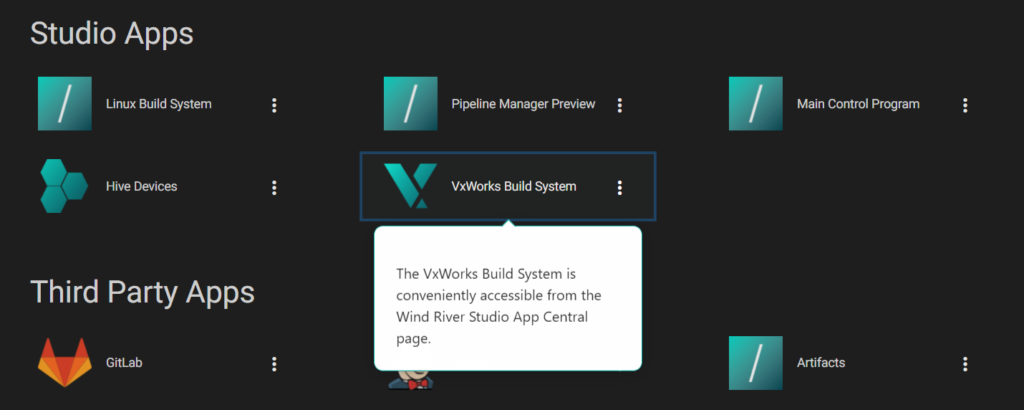 Studio Apps
Linux Build System
Pipeline Manager Preview
Main Control Program
Hive Devices
VxWorks Build System
The VxWorks Build System is
conveniently accessible from the
Wind River Studio App Central
page.
Third Party Apps
GitLab
Artifacts